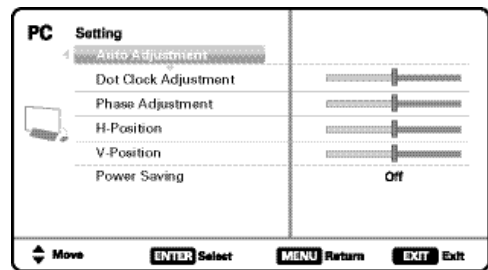 PC Setting
Auto Adjustment
Dot Clock Adjustment
Phase Adjustment
H-Position
V-Position
Power Saving Off
Move ENTER Select MENU Return EXIT Exit